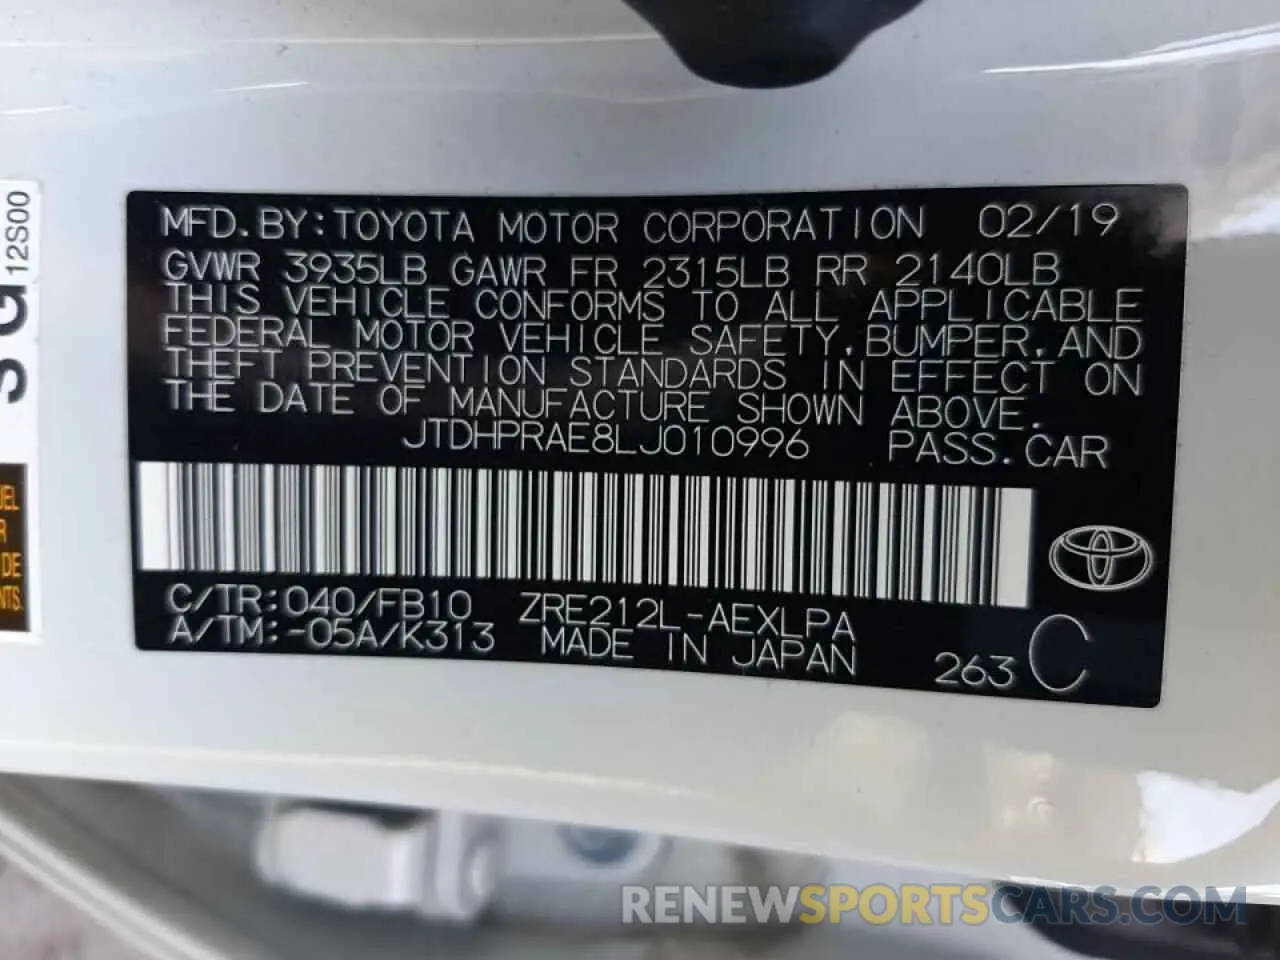 MFD. BY: TOYOTA MOTOR CORPORATION 02/19
GVWR 3935LB GAWR FR 2315LB RR 2140LB
THIS VEHICLE CONFORMS TO ALL APPLICABLE
FEDERAL MOTOR VEHICLE SAFETY, BUMPER, AND
THEFT PREVENTION STANDARDS IN EFFECT ON
THE DATE OF MANUFACTURE SHOWN ABOVE.
JTDHPRAE8LJ010996 PASS. CAR
C/TR: 040/FB10 ZRE212L-AEXLPA
A/TM: -05A/K313 MADE IN JAPAN 263 C
12S00
RENEWSPORTSCARS.COM